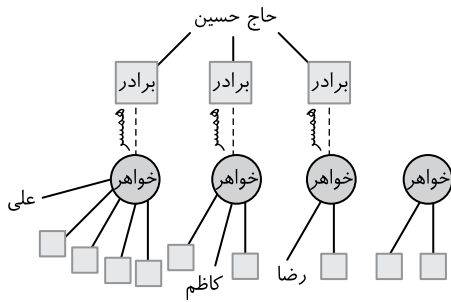 حاج حسین
برادر برادر برادر
همسر همسر همسر
خواهر خواهر خواهر خواهر
علی
کاظم رضا